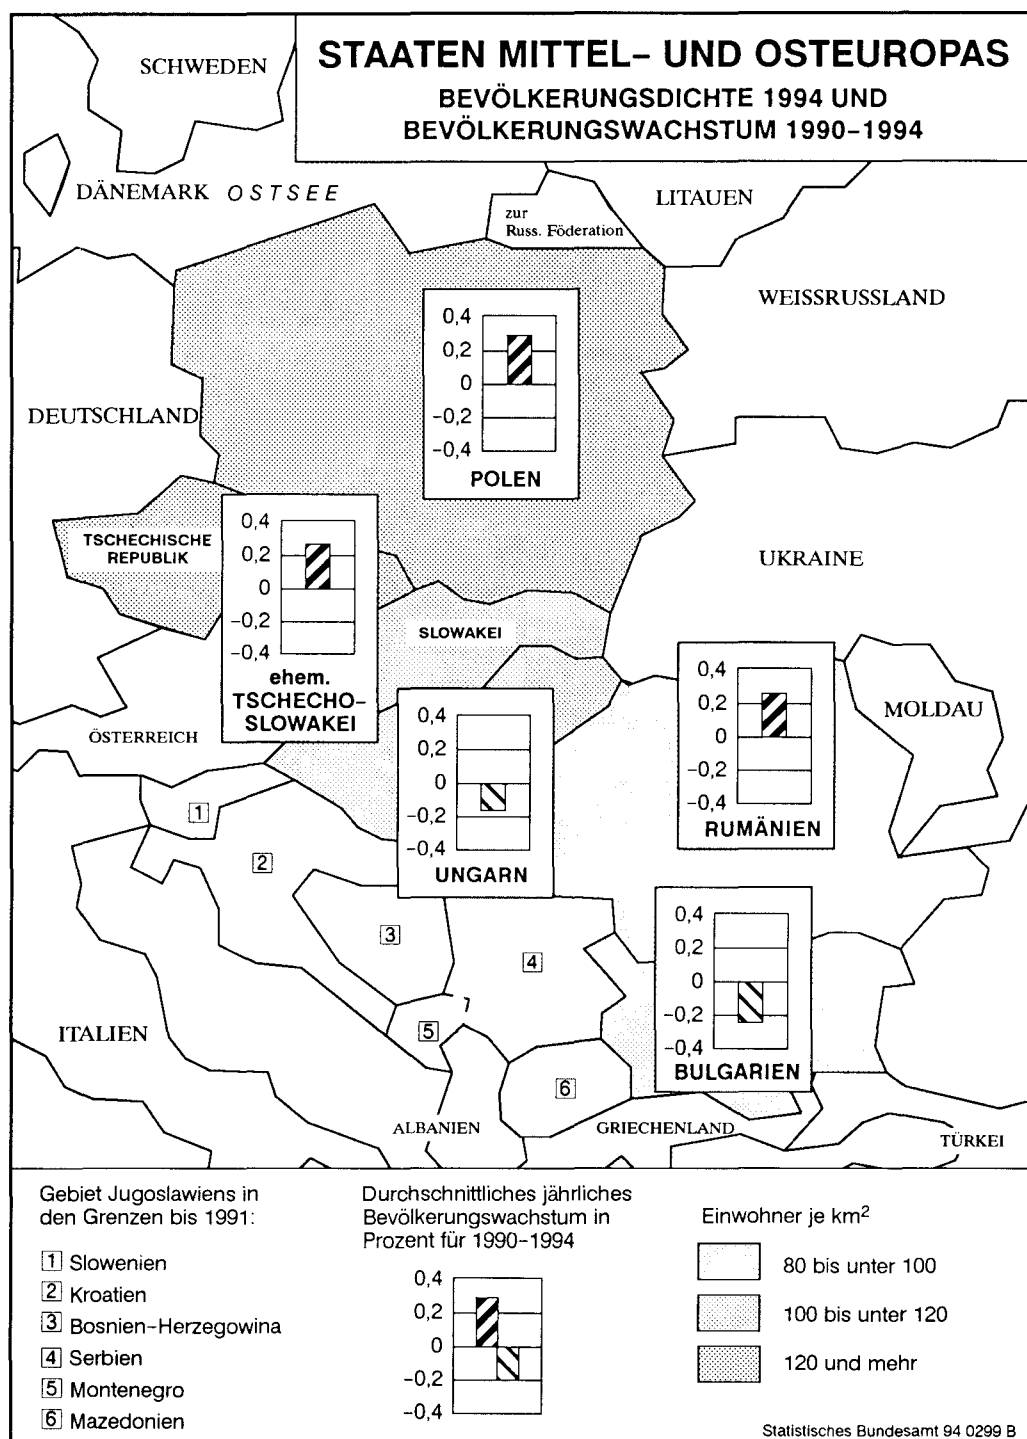 STAATEN MITTEL- UND OSTEUROPAS
BEVÖLKERUNGSDICHTE 1994 UND
BEVÖLKERUNGSWACHSTUM 1990-1994
SCHWEDEN
DÄNEMARK
OSTSEE
zur
Russ. Föderation
LITAUEN
WEISSRUSSLAND
DEUTSCHLAND
0,4
0,2
0
-0,2
-0,4
POLEN
TSCHECHISCHE
REPUBLIK
0,4
0,2
0
-0,2
-0,4
ehem.
TSCHECHO-
SLOWAKEI
UKRAINE
SLOWAKEI
0,4
0,2
0
-0,2
-0,4
RUMÄNIEN
MOLDAU
ÖSTERREICH
0,4
0,2
0
-0,2
-0,4
UNGARN
1
2
3
4
5
6
0,4
0,2
0
-0,2
-0,4
BULGARIEN
ITALIEN
ALBANIEN
GRIECHENLAND
TÜRKEI
Gebiet Jugoslawiens in
den Grenzen bis 1991:
1 Slowenien
2 Kroatien
3 Bosnien-Herzegowina
4 Serbien
5 Montenegro
6 Mazedonien
Durchschnittliches jährliches
Bevölkerungswachstum in
Prozent für 1990-1994
0,4
0,2
0
-0,2
-0,4
Einwohner je km²
80 bis unter 100
100 bis unter 120
120 und mehr
Statistisches Bundesamt 94 0299 B